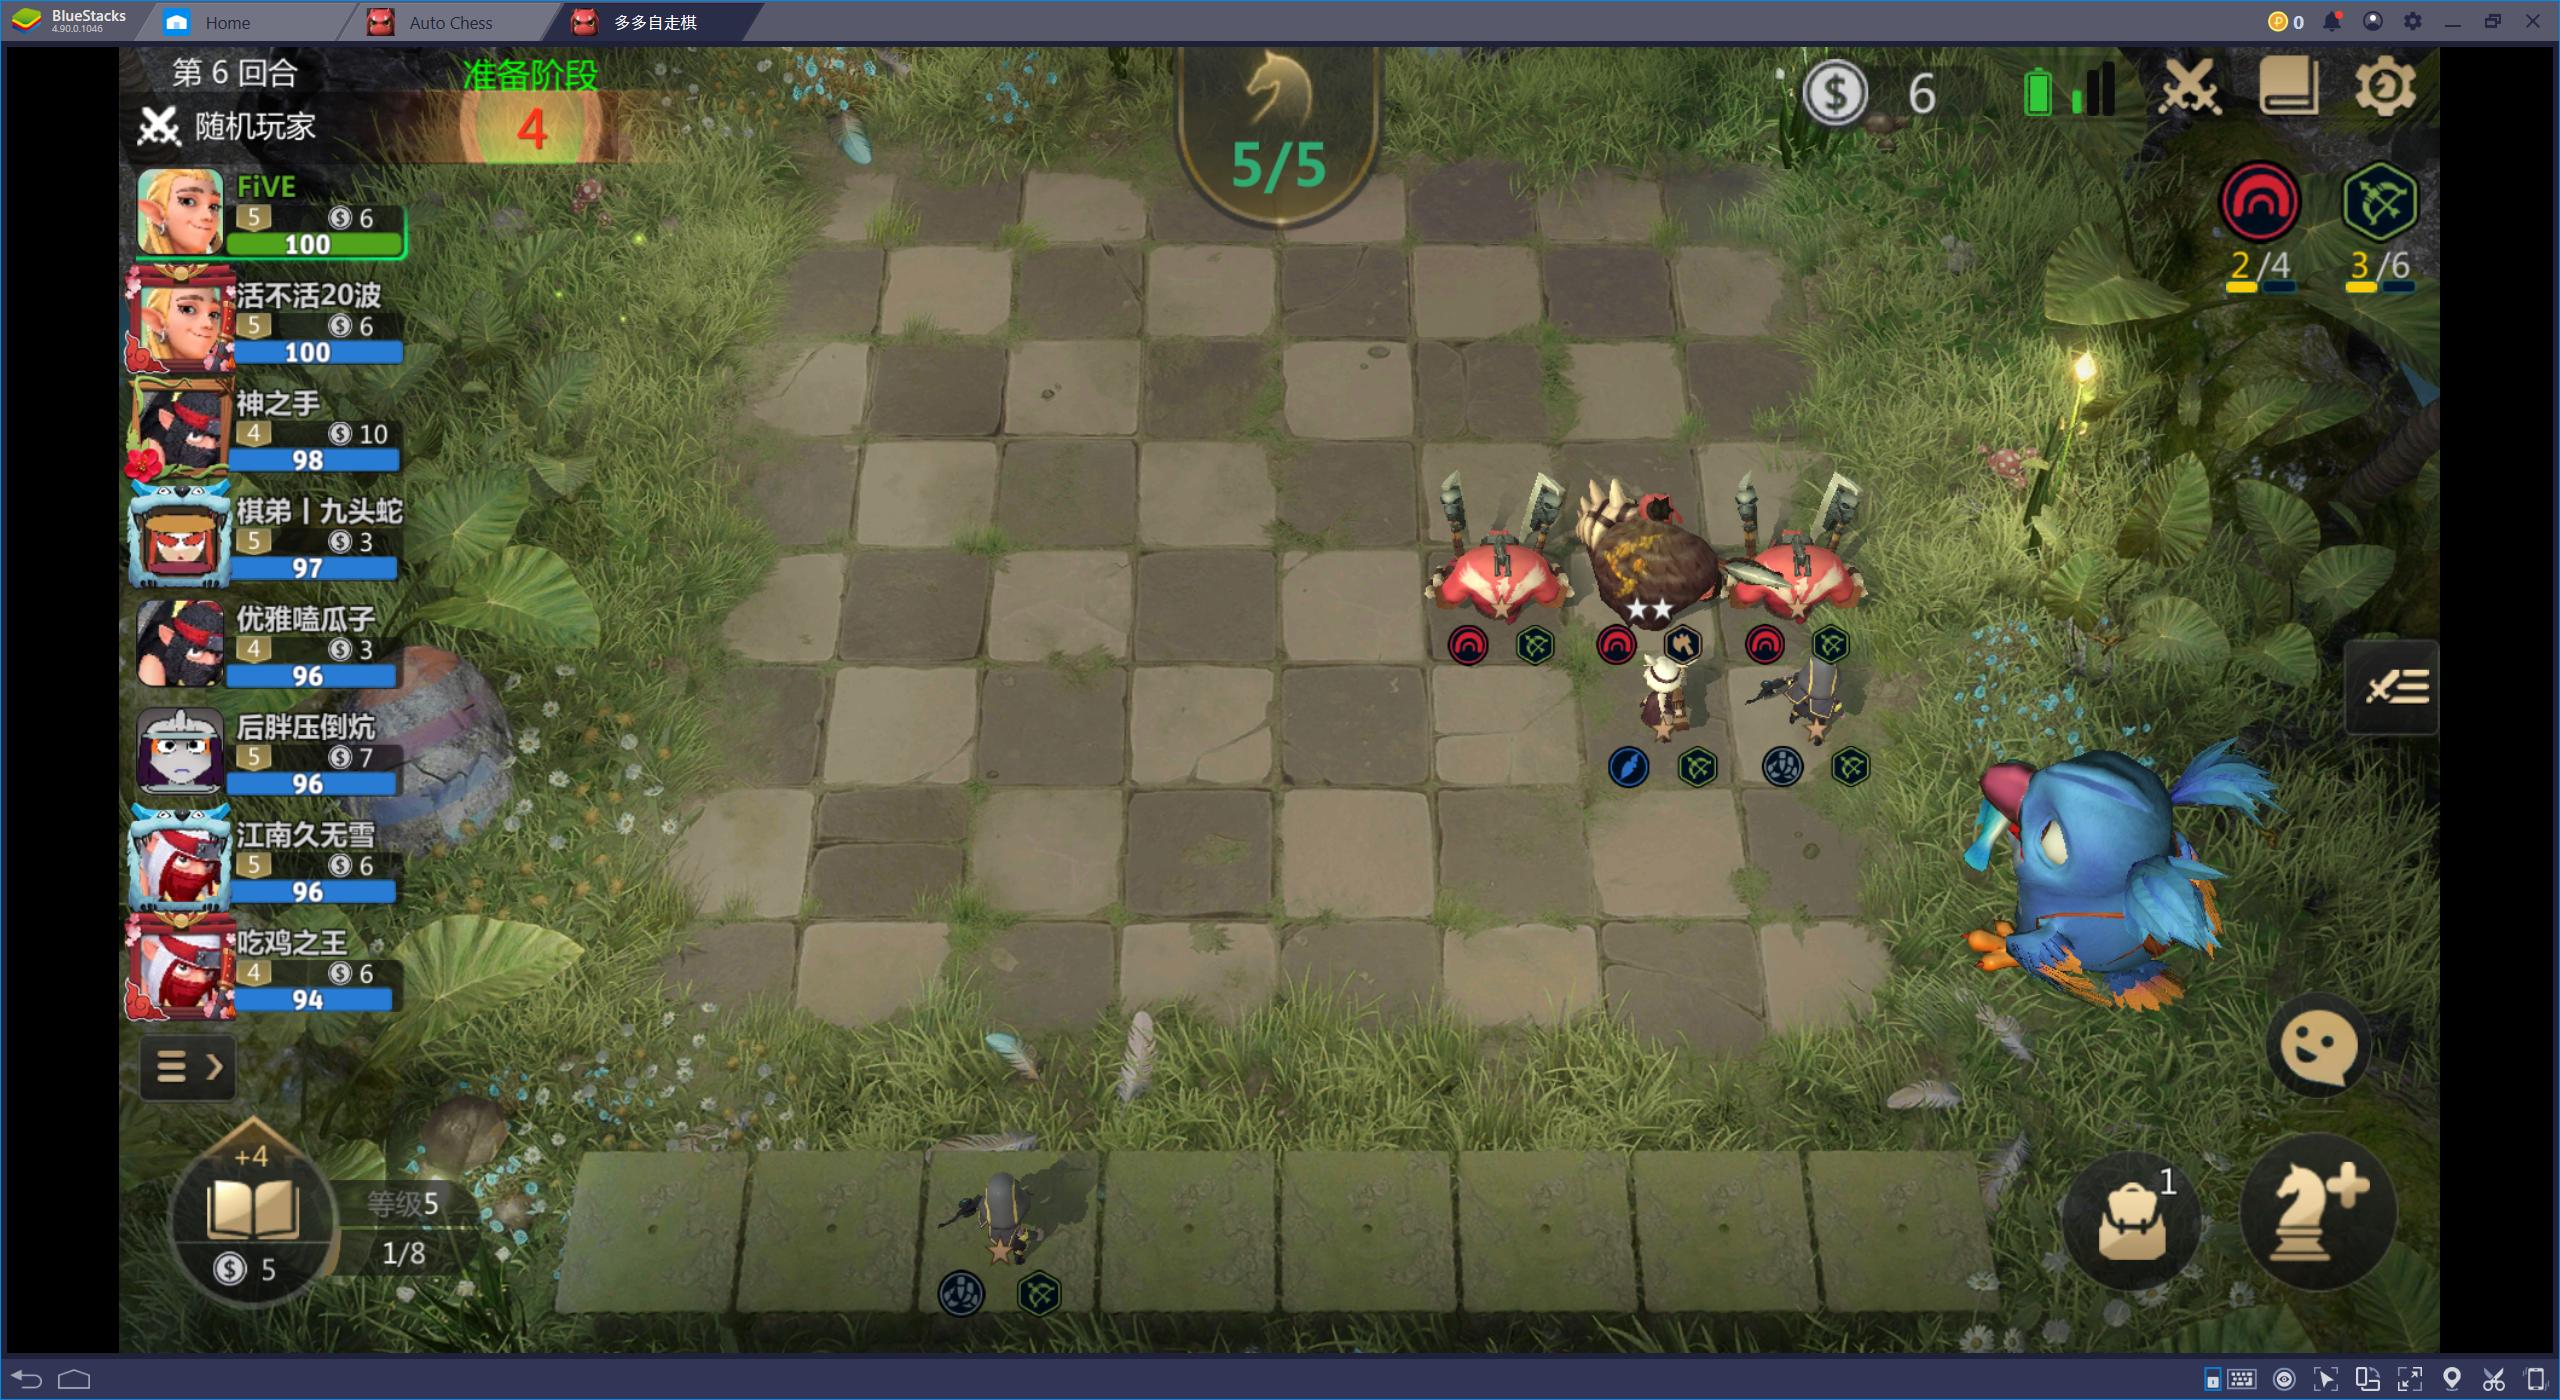 BlueStacks
4.90.0.1046
Home
Auto Chess
多多自走棋
0
第 6 回合
准备阶段
随机玩家
4
5/5
6
2/4
3/6
FiVE
5 6
100
活不活20波
5 6
100
神之手
4 10
98
棋弟丨九头蛇
5 3
97
优雅嗑瓜子
4 3
96
后胖压倒炕
5 7
96
江南久无雪
5 6
96
吃鸡之王
4 6
94
+4
等级5
1/8
5
1